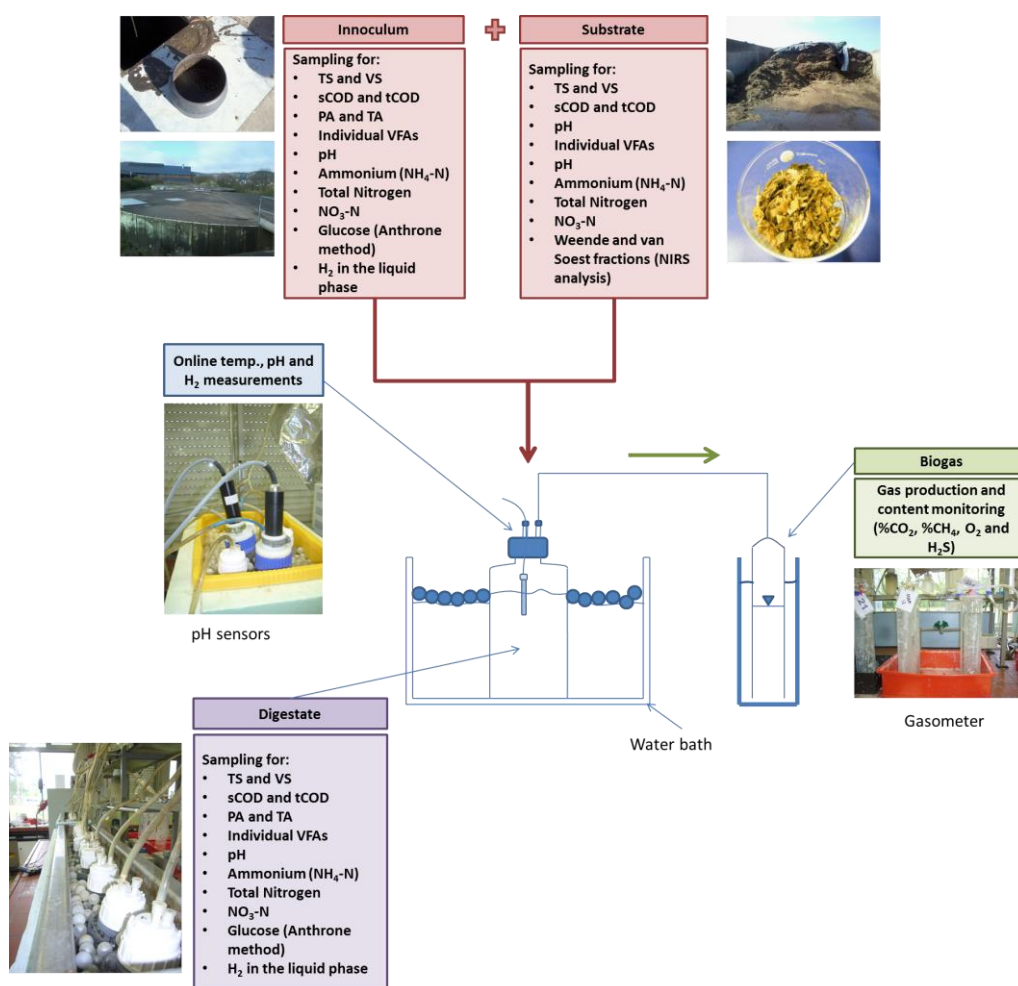 Innoculum
Sampling for:
• TS and VS
• sCOD and tCOD
• PA and TA
• Individual VFAs
• pH
• Ammonium (NH₄-N)
• Total Nitrogen
• NO₃-N
• Glucose (Anthrone
method)
• H₂ in the liquid
phase
Substrate
Sampling for:
• TS and VS
• sCOD and tCOD
• pH
• Individual VFAs
• pH
• Ammonium (NH₄-N)
• Total Nitrogen
• NO₃-N
• Weende and van
Soest fractions (NIRS
analysis)
Online temp., pH and
H₂ measurements
pH sensors
Biogas
Gas production and
content monitoring
(%CO₂, %CH₄, O₂ and
H₂S)
Gasometer
Water bath
Digestate
Sampling for:
• TS and VS
• sCOD and tCOD
• PA and TA
• Individual VFAs
• pH
• Ammonium (NH₄-N)
• Total Nitrogen
• NO₃-N
• Glucose (Anthrone
method)
• H₂ in the liquid phase